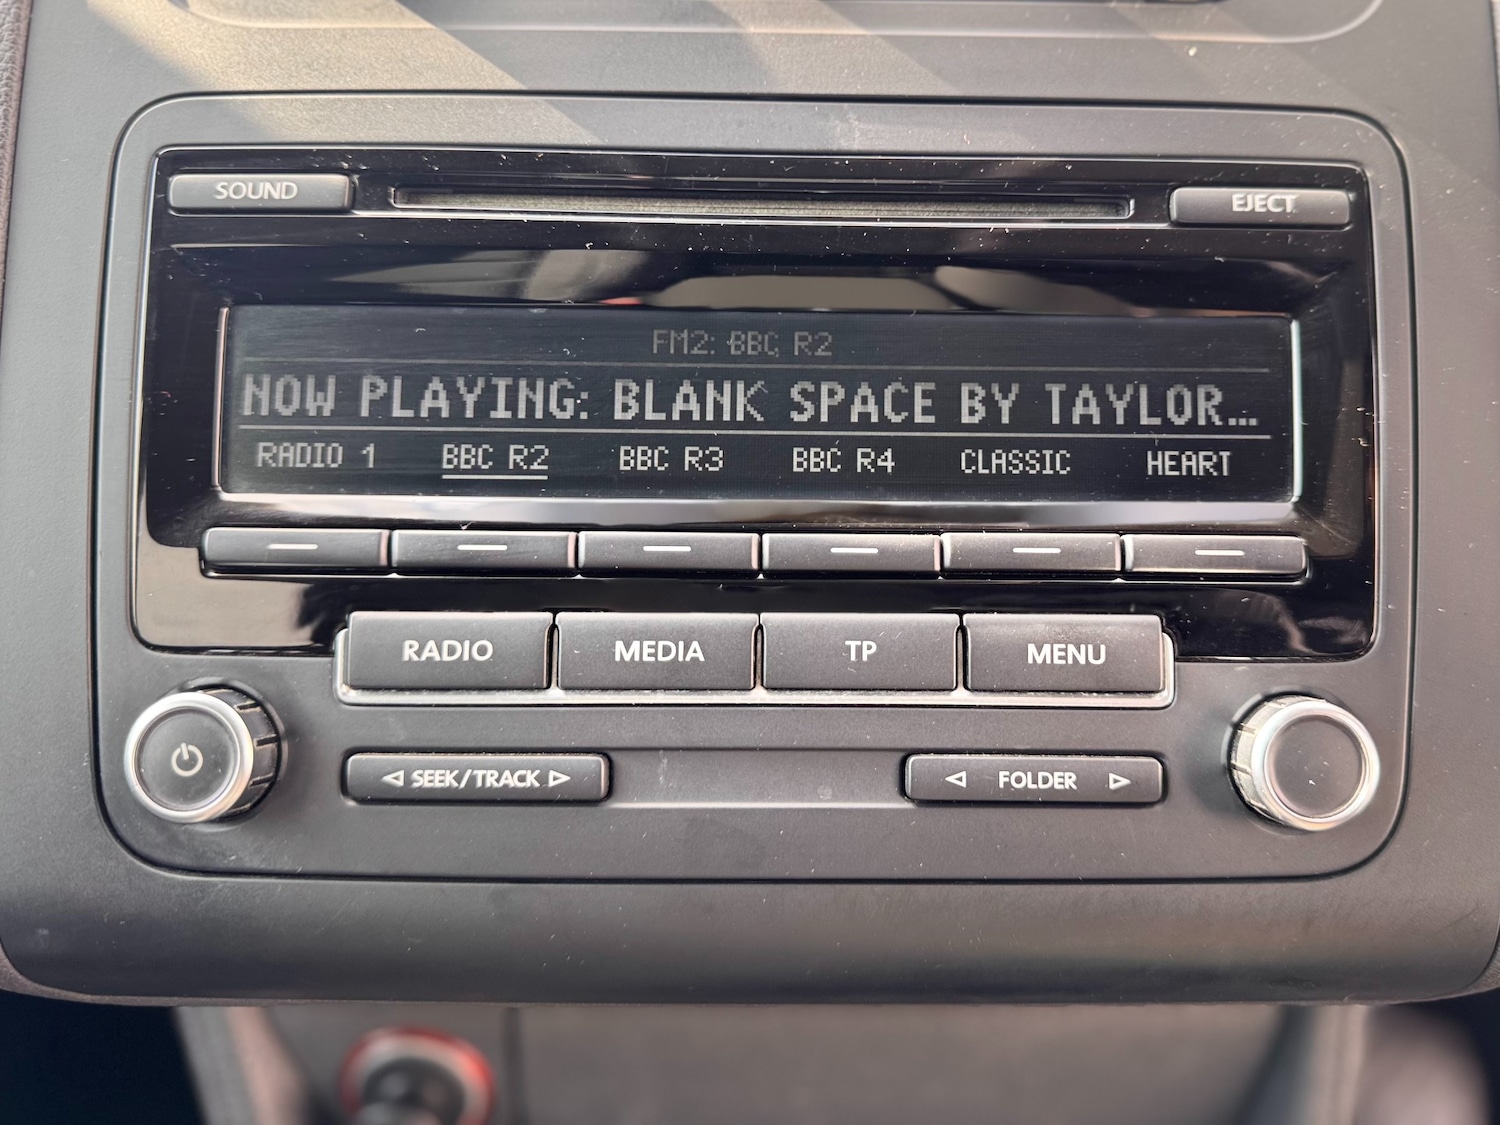 SOUND
EJECT
FM2: BBC R2
NOW PLAYING: BLANK SPACE BY TAYLOR...
RADIO 1 BBC R2 BBC R3 BBC R4 CLASSIC HEART
RADIO MEDIA TP MENU
SEEK/TRACK
FOLDER